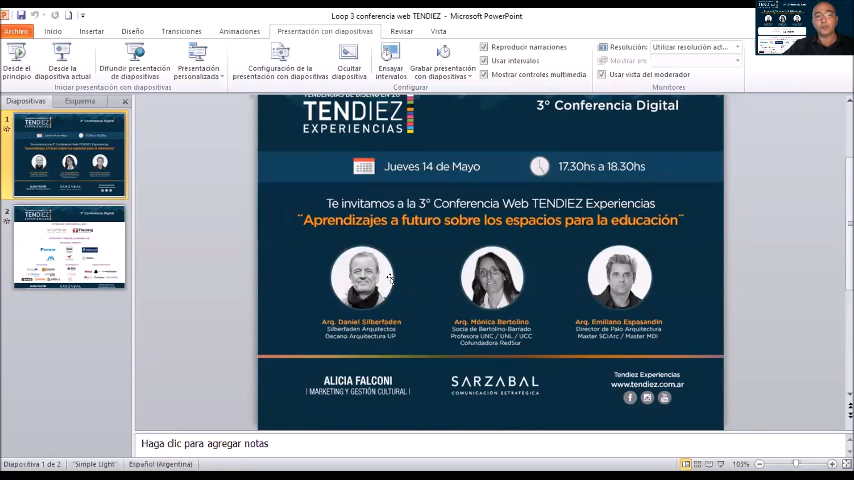 Loop 3 conferencia web TENDIEZ - Microsoft PowerPoint
Archivo Inicio Insertar Diseño Transiciones Animaciones Presentación con diapositivas Revisar Vista
Desde el principio
Desde la diapositiva actual
Difundir presentación de diapositivas
Presentación personalizada
Configuración de la presentación con diapositivas
Ocultar diapositiva
Ensayar intervalos
Grabar presentación con diapositivas
Reproducir narraciones
Usar intervalos
Mostrar controles multimedia
Resolución: Utilizar resolución act...
Mostrar en:
Usar vista del moderador
Iniciar presentación con diapositivas
Configurar
Monitores
Diapositivas Esquema
1
2
TENDIEZ
EXPERIENCIAS
3° Conferencia Digital
Jueves 14 de Mayo
17.30hs a 18.30hs
Te invitamos a la 3° Conferencia Web TENDIEZ Experiencias
¨Aprendizajes a futuro sobre los espacios para la educación¨
Arq. Daniel Silberfaden
Silberfaden Arquitectos
Decano Arquitectura UP
Arq. Mónica Bertolino
Socia de Bertolino-Barrado
Profesora UNC / UNL / UCC
Cofundadora RedSur
Arq. Emiliano Espasandin
Director de Palo Arquitectura
Master SCIArc / Master MDI
ALICIA FALCONI
| MARKETING Y GESTIÓN CULTURAL |
SARZABAL
COMUNICACIÓN ESTRATÉGICA
Tendiez Experiencias
www.tendiez.com.ar
Haga clic para agregar notas
Diapositiva 1 de 2 "Simple Light" Español (Argentina) 103%